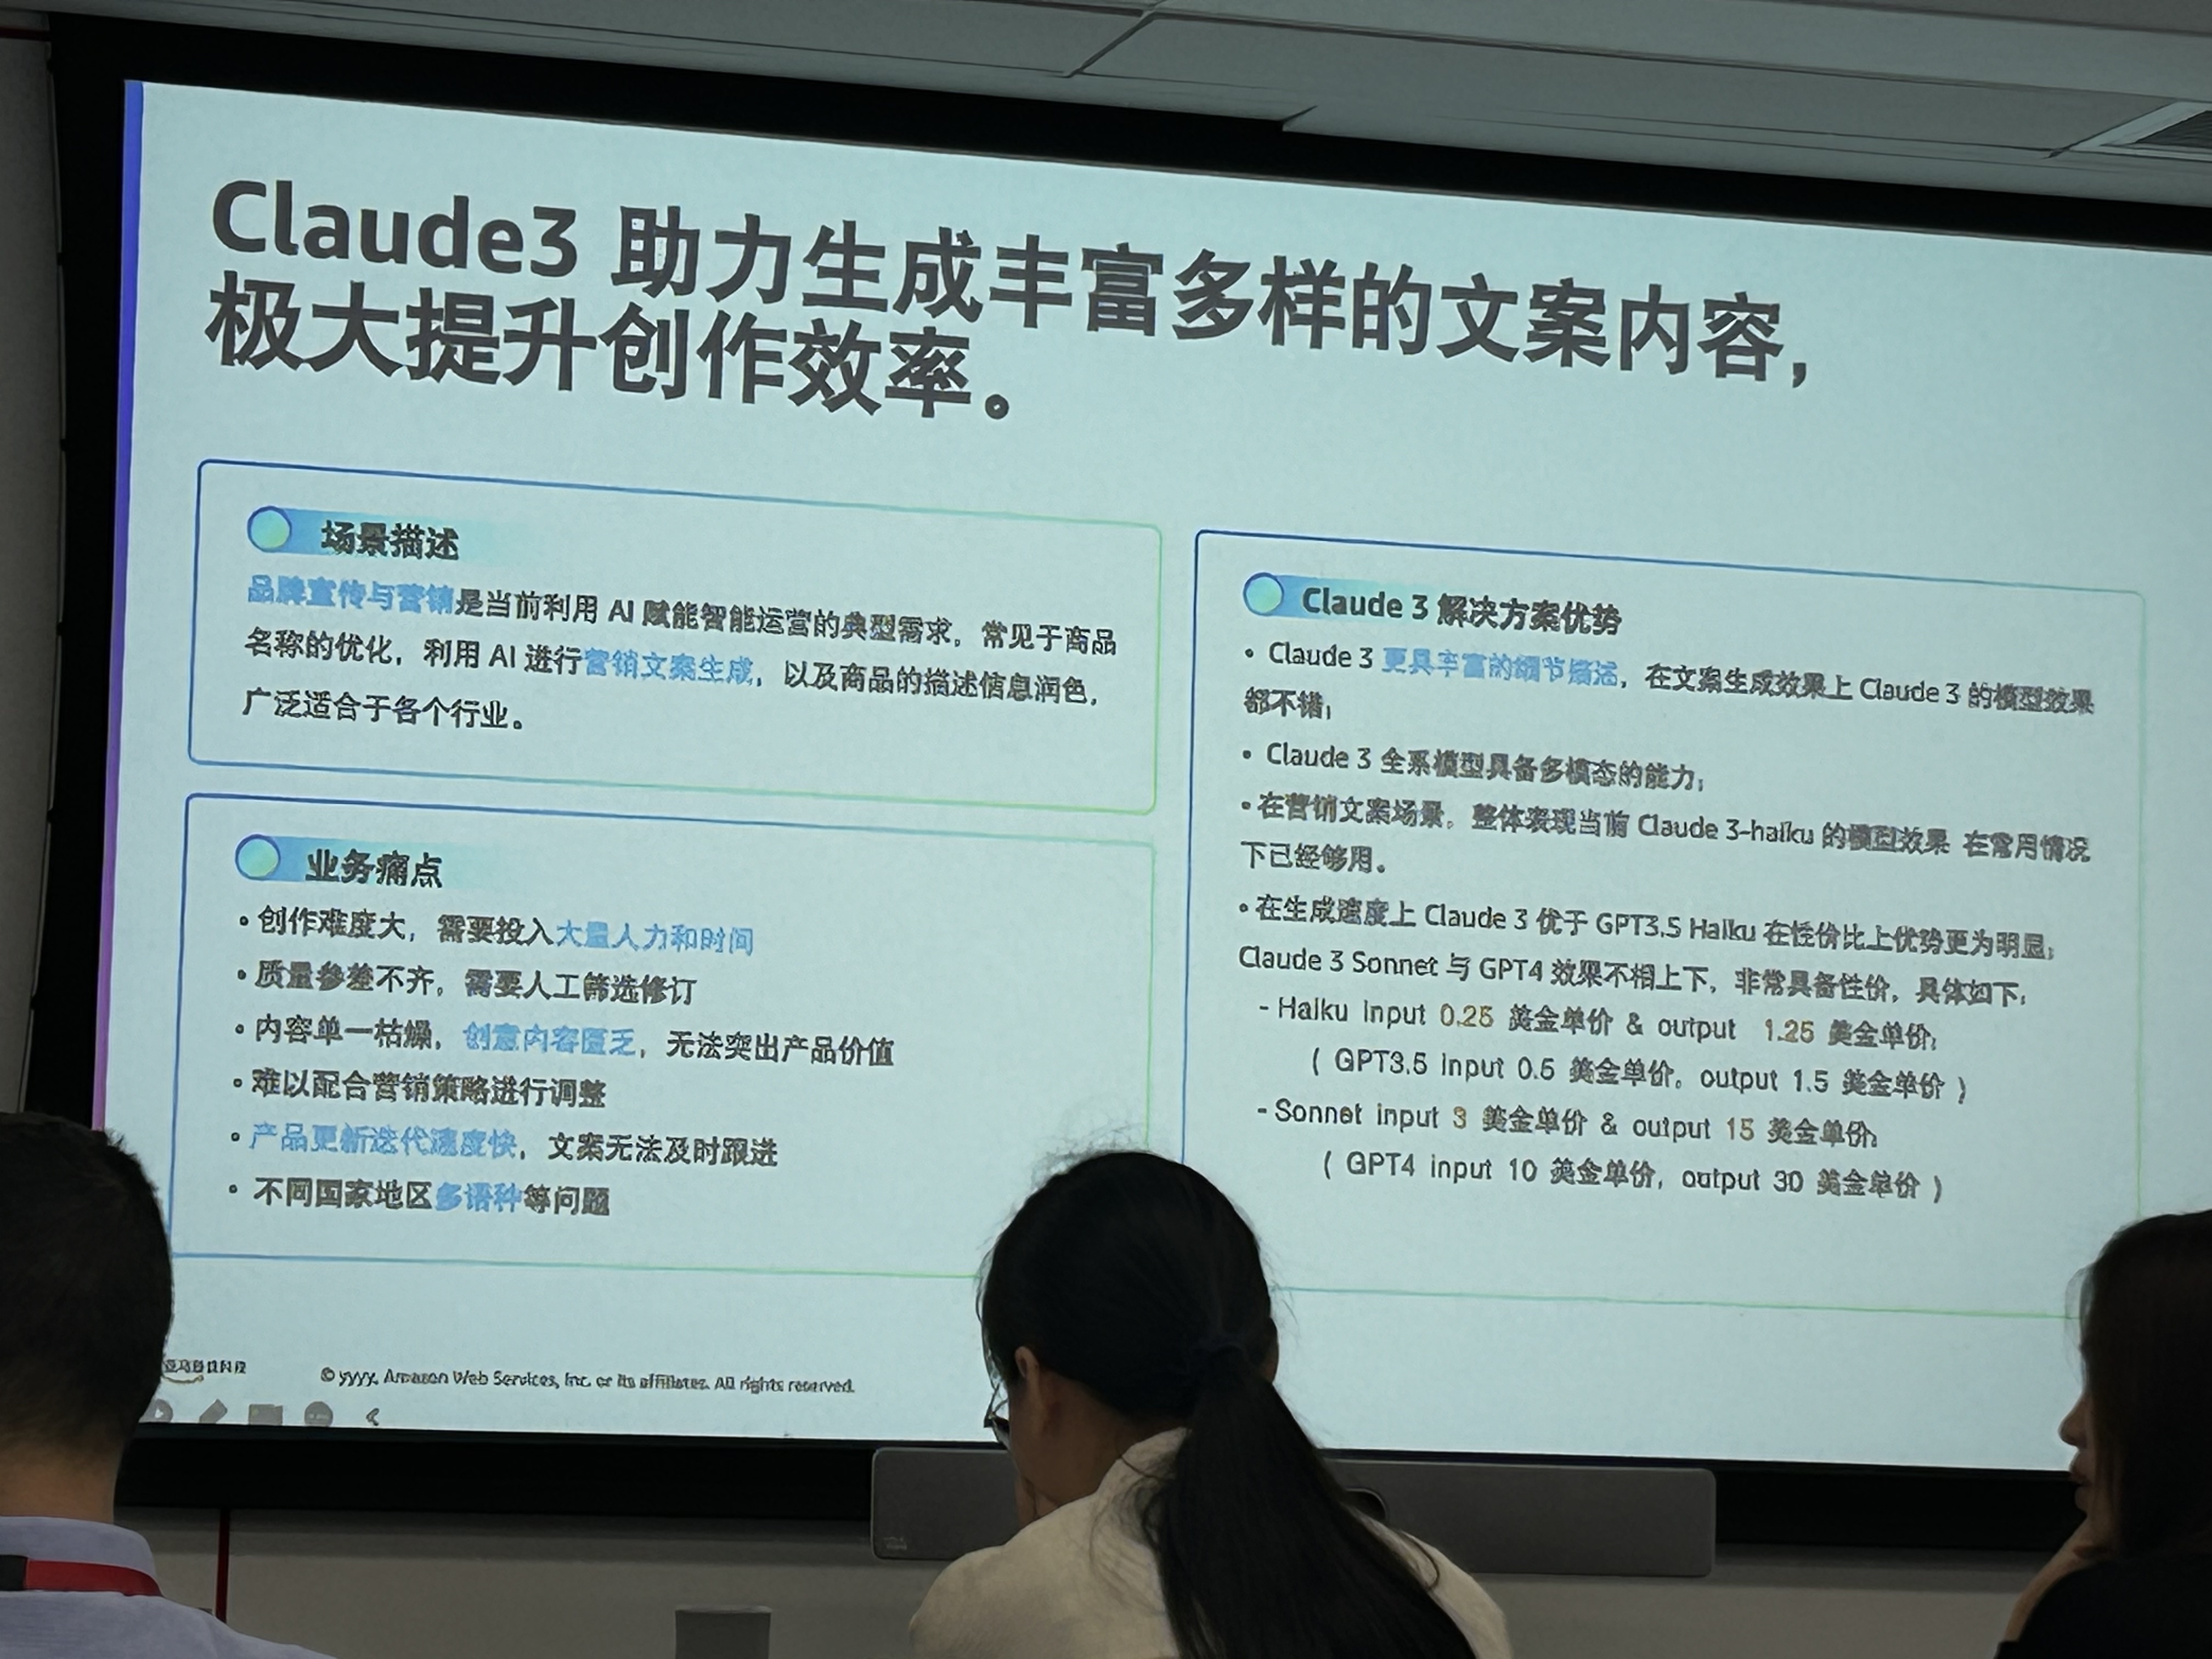 Claude3 助力生成丰富多样的文案内容,
极大提升创作效率。
场景描述
品牌宣传与营销是当前利用 AI 赋能智能运营的典型需求，常见于商品
名称的优化，利用 AI 进行营销文案生成，以及商品的描述信息润色，
广泛适合于各个行业。
业务痛点
• 创作难度大，需要投入大量人力和时间
• 质量参差不齐，需要人工筛选修订
• 内容单一枯燥，创意内容匮乏，无法突出产品价值
• 难以配合营销策略进行调整
• 产品更新迭代速度快，文案无法及时跟进
• 不同国家地区多语种等问题
Claude 3 解决方案优势
• Claude 3 更具丰富的细节描述，在文案生成效果上 Claude 3 的模型效果
都不错；
• Claude 3 全系模型具备多模态的能力；
• 在营销文案场景，整体表现当前 Claude 3-haiku 的模型效果 在常用情况
下已经够用。
• 在生成速度上 Claude 3 优于 GPT3.5 Haiku 在性价比上优势更为明显；
Claude 3 Sonnet 与 GPT4 效果不相上下，非常具备性价，具体如下：
- Haiku input 0.25 美金单价 & output 1.25 美金单价；
( GPT3.5 input 0.5 美金单价，output 1.5 美金单价 )
- Sonnet input 3 美金单价 & output 15 美金单价；
( GPT4 input 10 美金单价，output 30 美金单价 )
亚马逊云科技
© yyyy, Amazon Web Services, Inc. or its affiliates. All rights reserved.